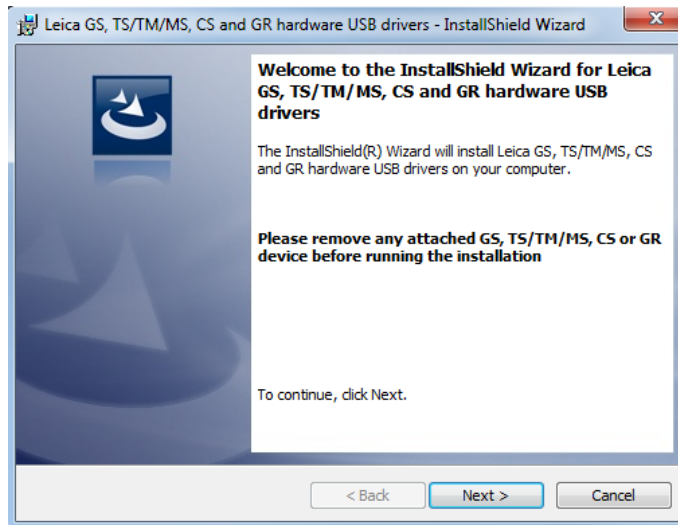 Leica GS, TS/TM/MS, CS and GR hardware USB drivers - InstallShield Wizard
Welcome to the InstallShield Wizard for Leica
GS, TS/TM/MS, CS and GR hardware USB
drivers
The InstallShield(R) Wizard will install Leica GS, TS/TM/MS, CS
and GR hardware USB drivers on your computer.
Please remove any attached GS, TS/TM/MS, CS or GR
device before running the installation
To continue, click Next.
< Back
Next >
Cancel